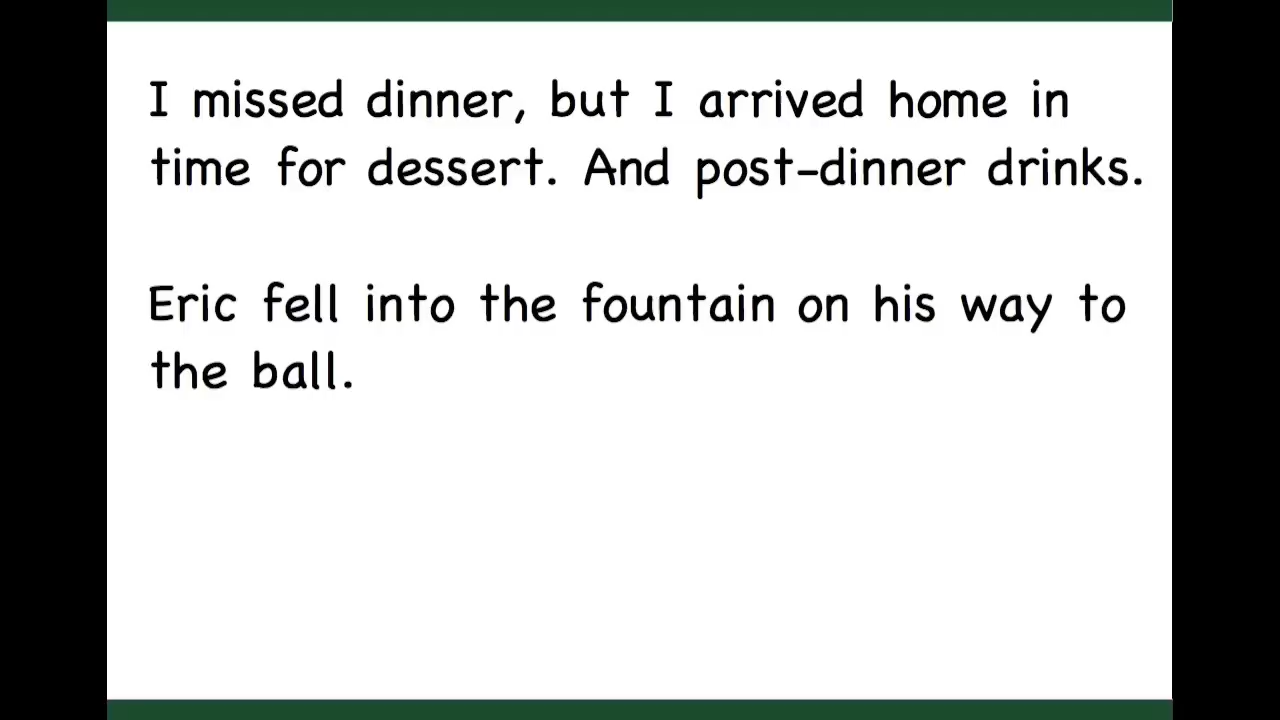 I missed dinner, but I arrived home in
time for dessert. And post-dinner drinks.
Eric fell into the fountain on his way to
the ball.